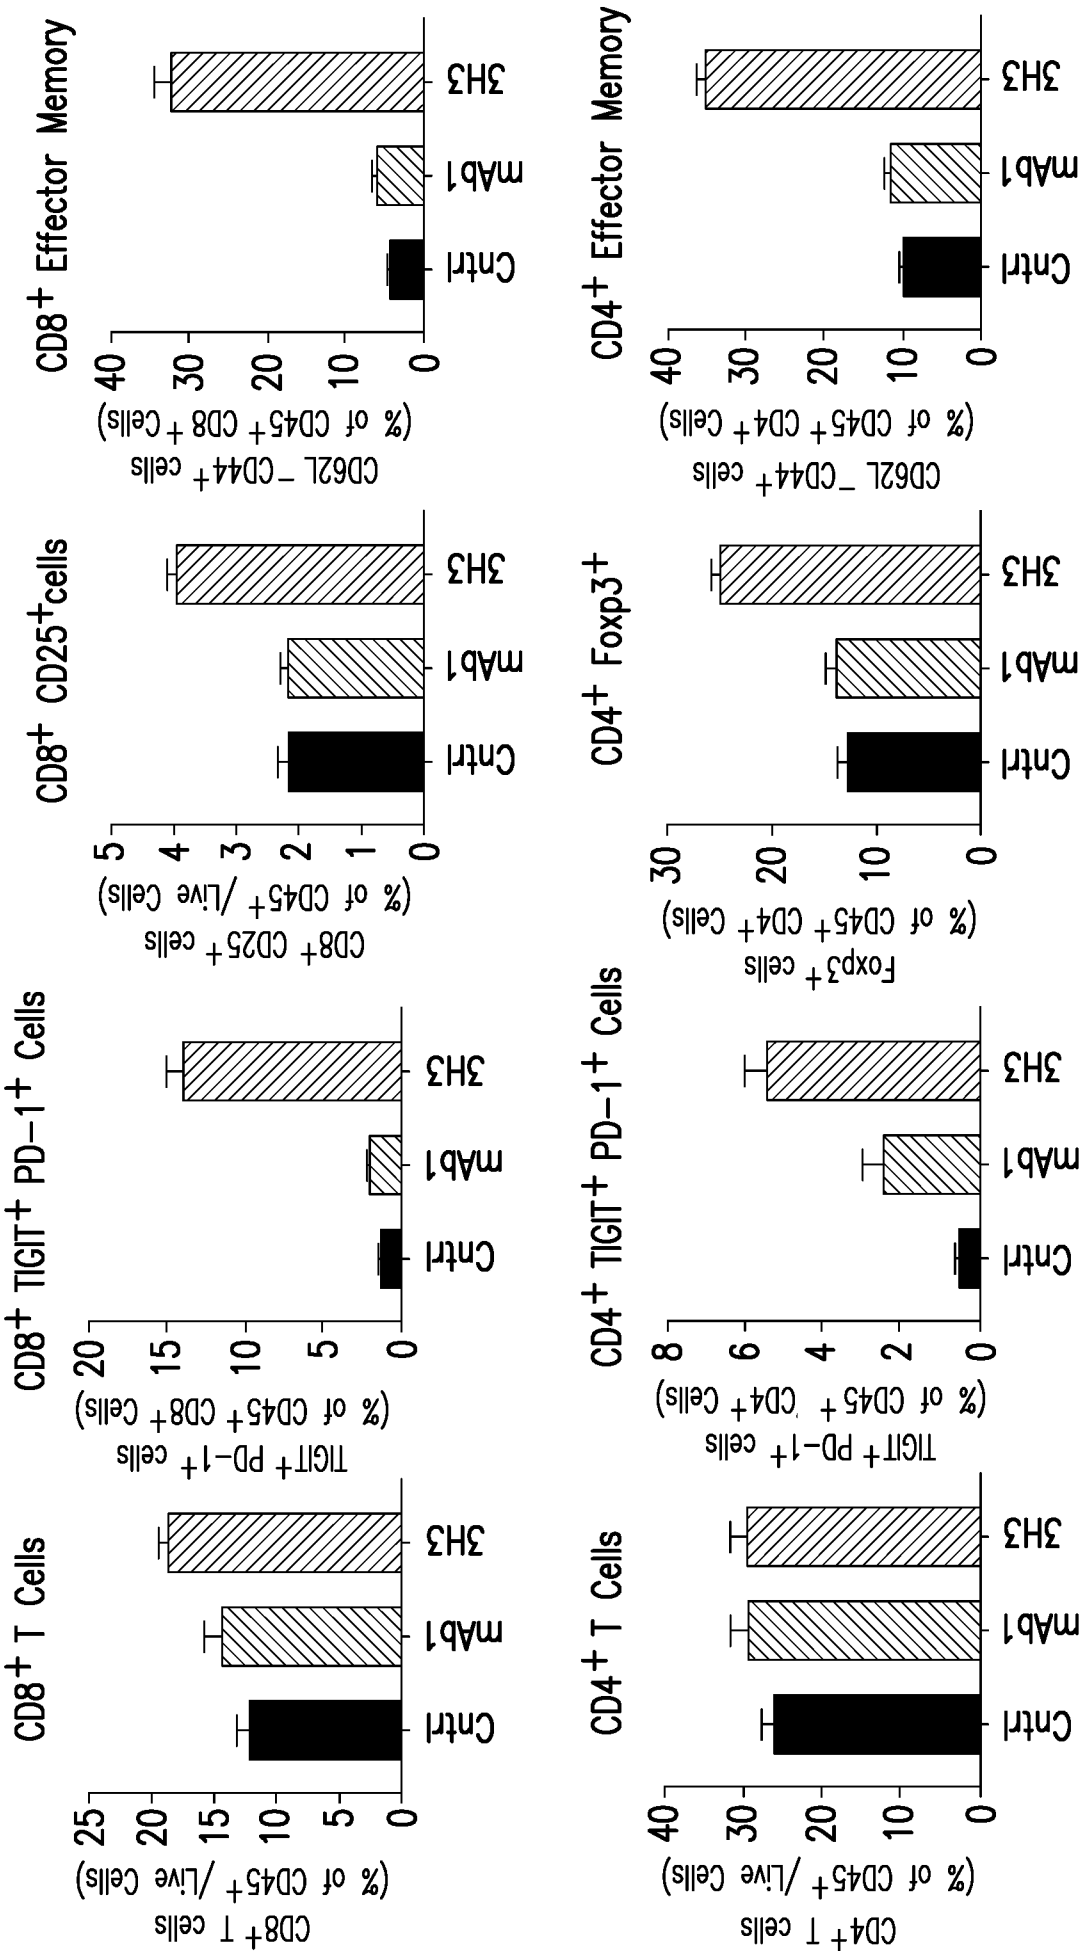 CD8+ T Cells
CD8+ T cells
(% of CD45+/Live Cells)
25
20
15
10
5
0
Cntrl
mAb1
3H3
CD8+ TIGIT+ PD-1+ Cells
TIGIT+ PD-1+ cells
(% of CD45+ CD8+ Cells)
20
15
10
5
0
Cntrl
mAb1
3H3
CD8+ CD25+cells
CD8+ CD25+ cells
(% of CD45+/Live Cells)
5
4
3
2
1
0
Cntrl
mAb1
3H3
CD8+ Effector Memory
CD62L-CD44+ cells
(% of CD45+ CD8+Cells)
40
30
20
10
0
Cntrl
mAb1
3H3
CD4+ T Cells
CD4+ T cells
(% of CD45+/Live Cells)
40
30
20
10
0
Cntrl
mAb1
3H3
CD4+ TIGIT+ PD-1+ Cells
TIGIT+ PD-1+ cells
(% of CD45+ CD4+ Cells)
8
6
4
2
0
Cntrl
mAb1
3H3
CD4+ Foxp3+
Foxp3+ cells
(% of CD45+ CD4+ Cells)
30
20
10
0
Cntrl
mAb1
3H3
CD4+ Effector Memory
CD62L-CD44+ cells
(% of CD45+ CD4+ Cells)
40
30
20
10
0
Cntrl
mAb1
3H3